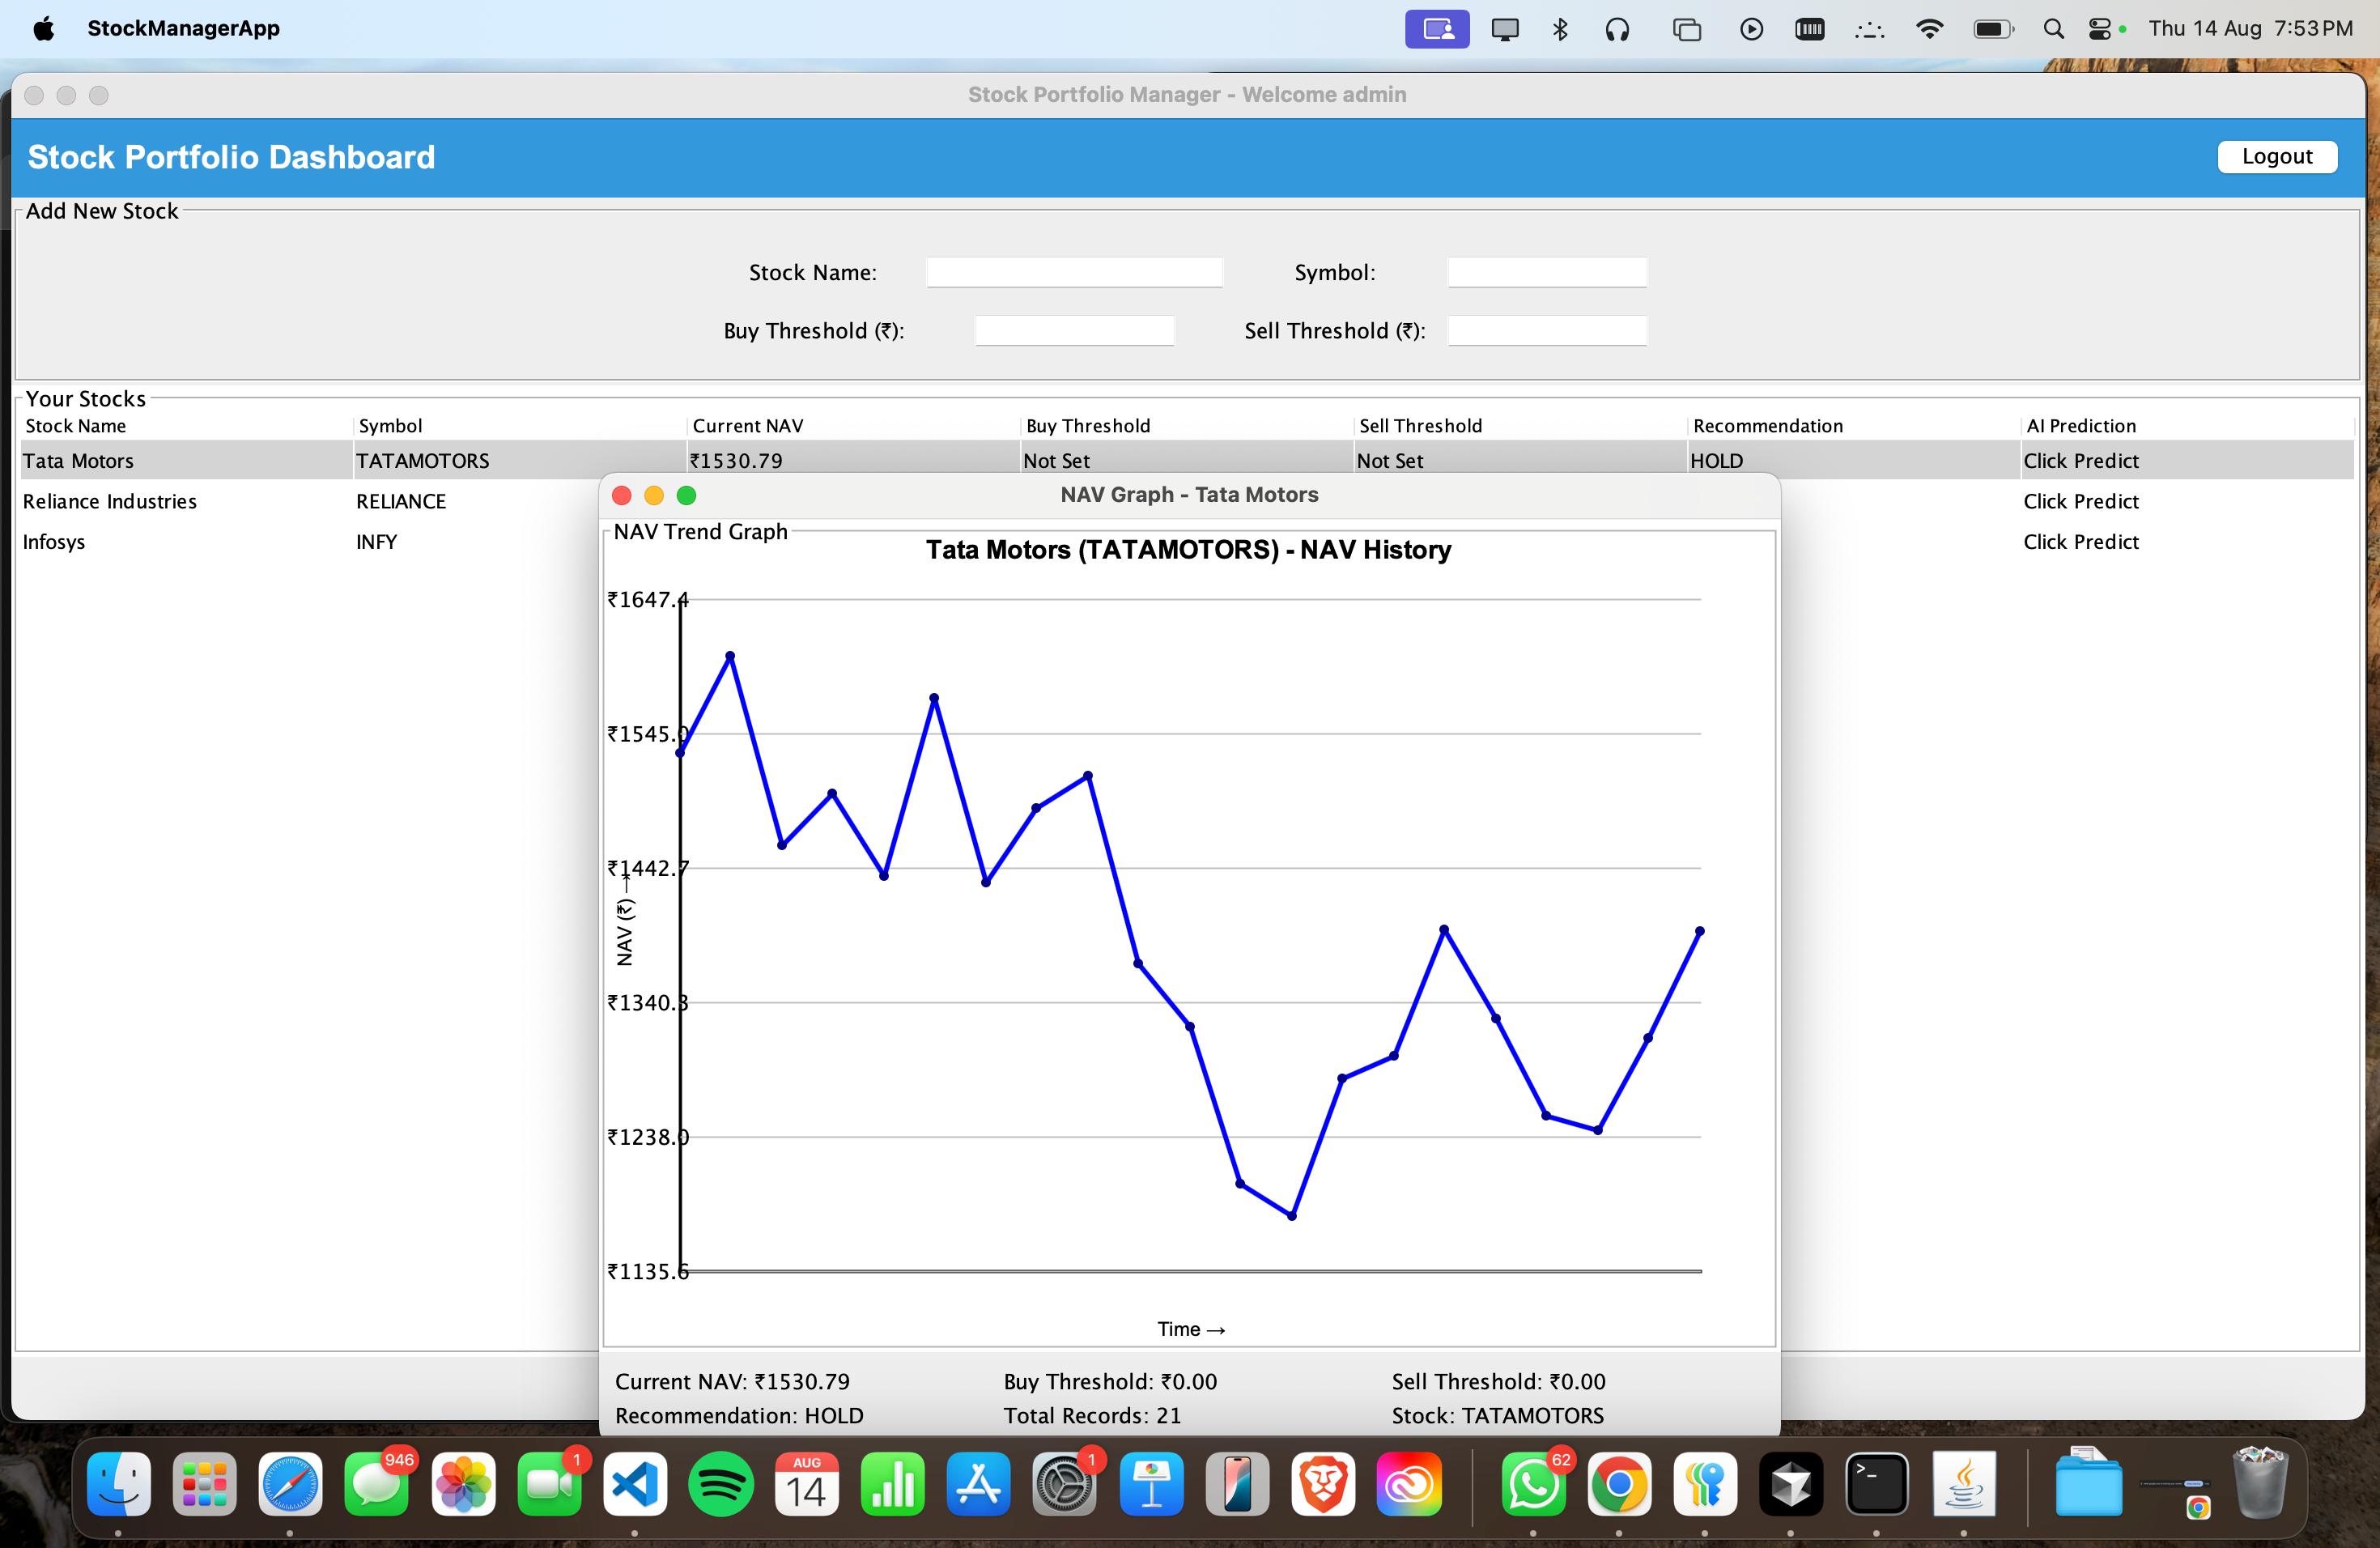 StockManagerApp
Thu 14 Aug 7:53 PM
Stock Portfolio Manager - Welcome admin
Stock Portfolio Dashboard
Logout
Add New Stock
Stock Name:
Symbol:
Buy Threshold (₹):
Sell Threshold (₹):
Your Stocks
Stock Name Symbol Current NAV Buy Threshold Sell Threshold Recommendation AI Prediction
Tata Motors TATAMOTORS ₹1530.79 Not Set Not Set HOLD Click Predict
Reliance Industries RELIANCE Click Predict
Infosys INFY Click Predict
NAV Graph - Tata Motors
NAV Trend Graph
Tata Motors (TATAMOTORS) - NAV History
₹1647.4
₹1545.0
₹1442.7
NAV (₹) →
₹1340.3
₹1238.0
₹1135.6
Time →
Current NAV: ₹1530.79 Buy Threshold: ₹0.00 Sell Threshold: ₹0.00
Recommendation: HOLD Total Records: 21 Stock: TATAMOTORS
946
1
AUG
14
1
62
>_